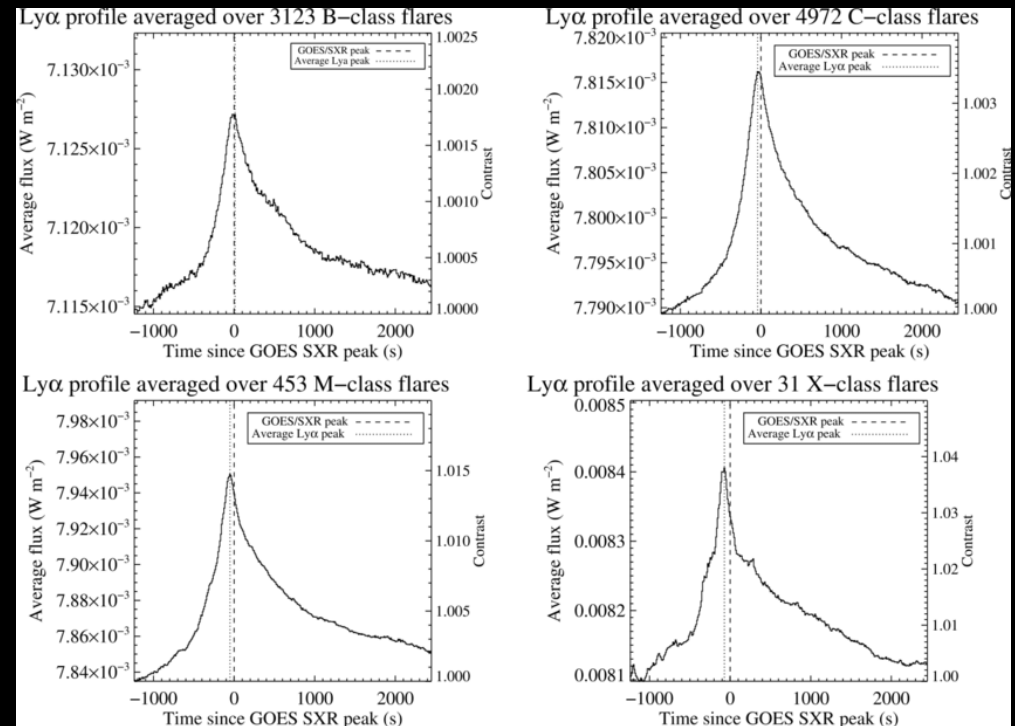 Lyα profile averaged over 3123 B−class flares
GOES/SXR peak
Average Lya peak
7.130×10⁻³
7.125×10⁻³
7.120×10⁻³
7.115×10⁻³
Average flux (W m⁻²)
1.0025
1.0020
1.0015
1.0010
1.0005
1.0000
Contrast
−1000 0 1000 2000
Time since GOES SXR peak (s)
Lyα profile averaged over 4972 C−class flares
GOES/SXR peak
Average Lyα peak
7.820×10⁻³
7.815×10⁻³
7.810×10⁻³
7.805×10⁻³
7.800×10⁻³
7.795×10⁻³
7.790×10⁻³
Average flux (W m⁻²)
1.003
1.002
1.001
1.000
Contrast
−1000 0 1000 2000
Time since GOES SXR peak (s)
Lyα profile averaged over 453 M−class flares
GOES/SXR peak
Average Lyα peak
7.98×10⁻³
7.96×10⁻³
7.94×10⁻³
7.92×10⁻³
7.90×10⁻³
7.88×10⁻³
7.86×10⁻³
7.84×10⁻³
Average flux (W m⁻²)
1.015
1.010
1.005
1.000
Contrast
−1000 0 1000 2000
Time since GOES SXR peak (s)
Lyα profile averaged over 31 X−class flares
GOES/SXR peak
Average Lyα peak
0.0085
0.0084
0.0083
0.0082
0.0081
Average flux (W m⁻²)
1.04
1.03
1.02
1.01
1.00
Contrast
−1000 0 1000 2000
Time since GOES SXR peak (s)